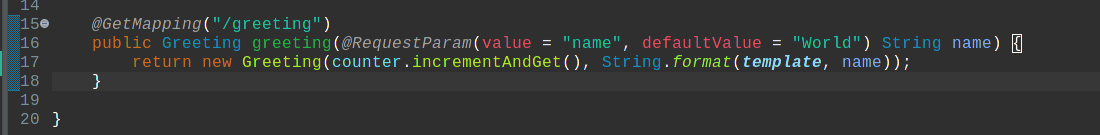 14
15 @GetMapping("/greeting")
16 public Greeting greeting(@RequestParam(value = "name", defaultValue = "World") String name) {
17 return new Greeting(counter.incrementAndGet(), String.format(template, name));
18 }
19
20 }